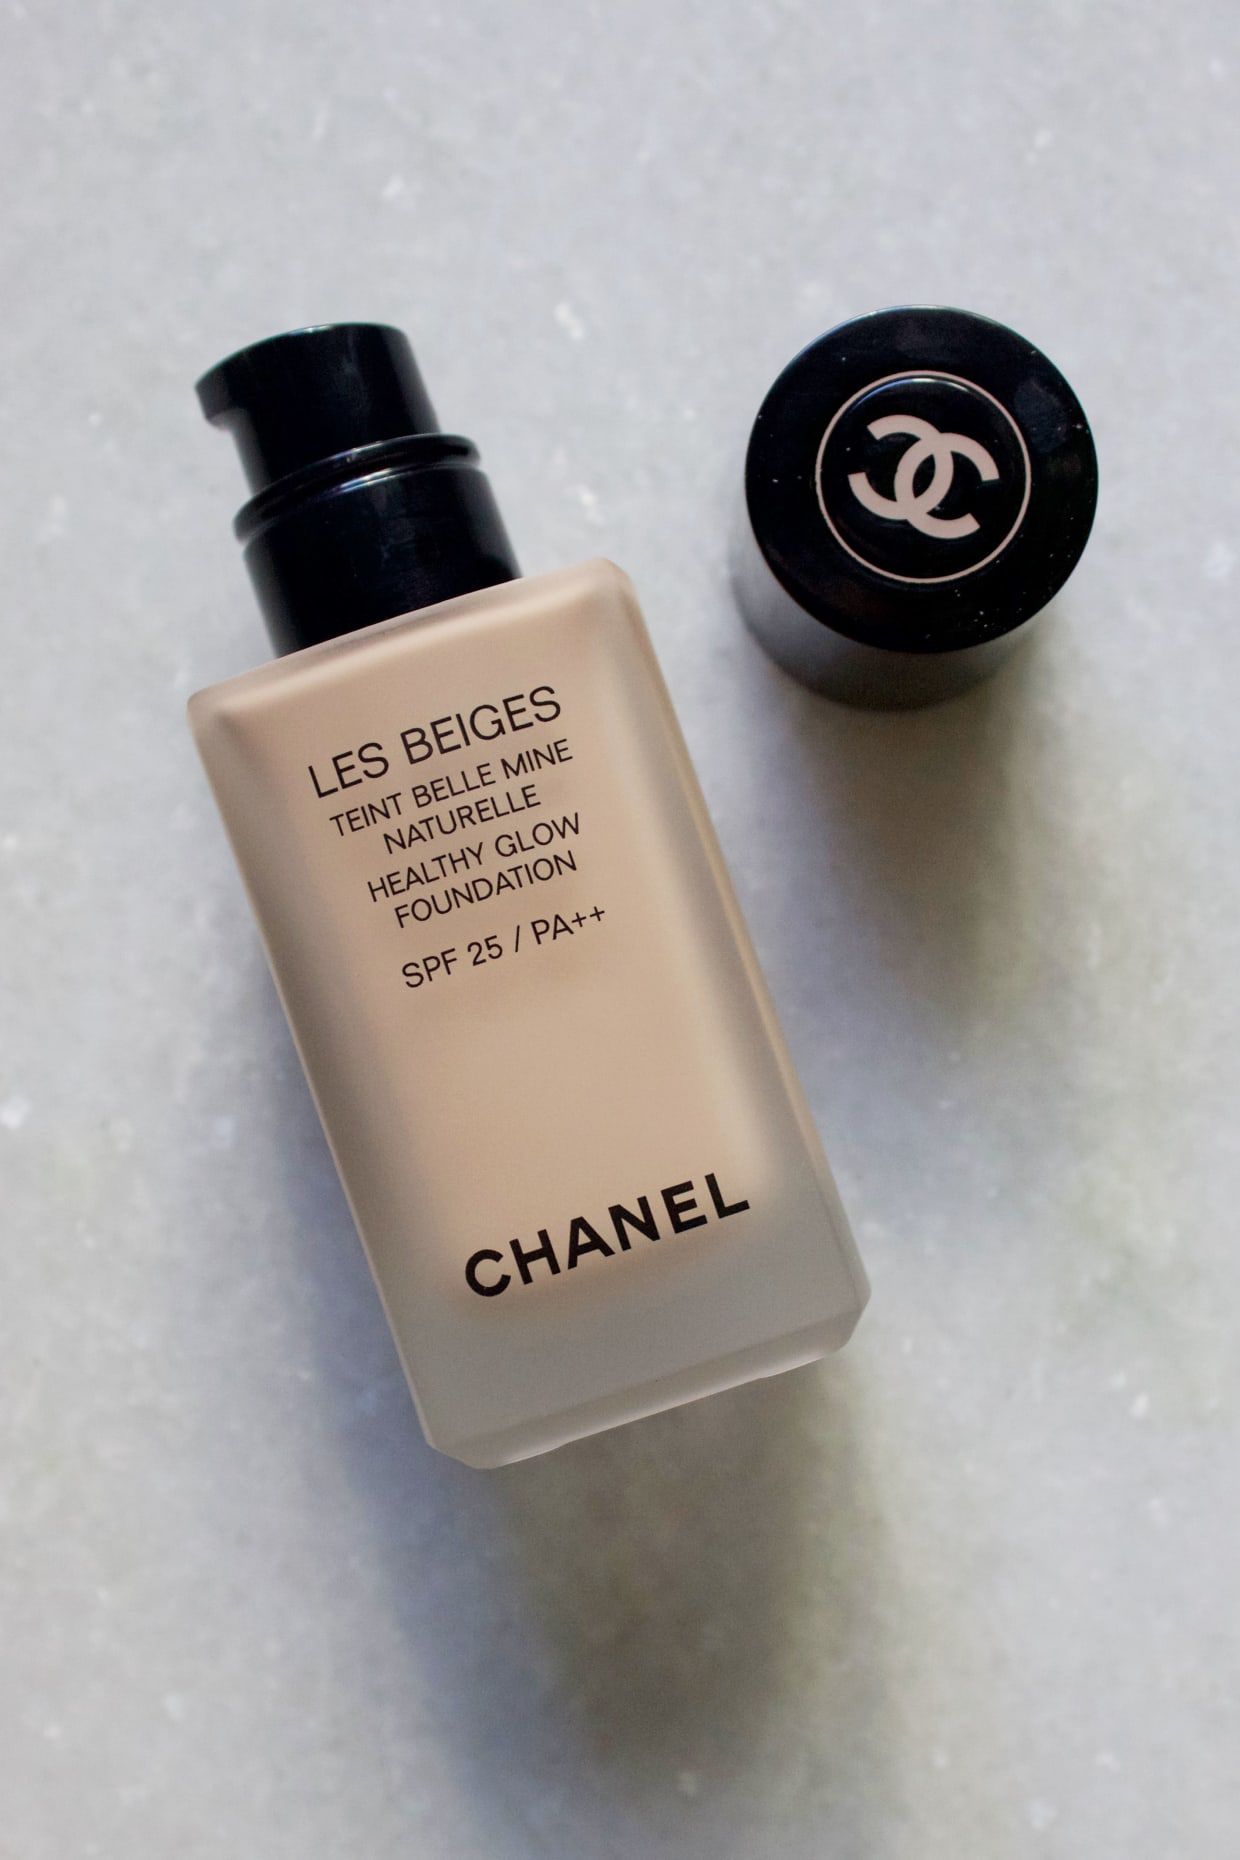 LES BEIGES
TEINT BELLE MINE
NATURELLE
HEALTHY GLOW
FOUNDATION
SPF 25 / PA++
CHANEL